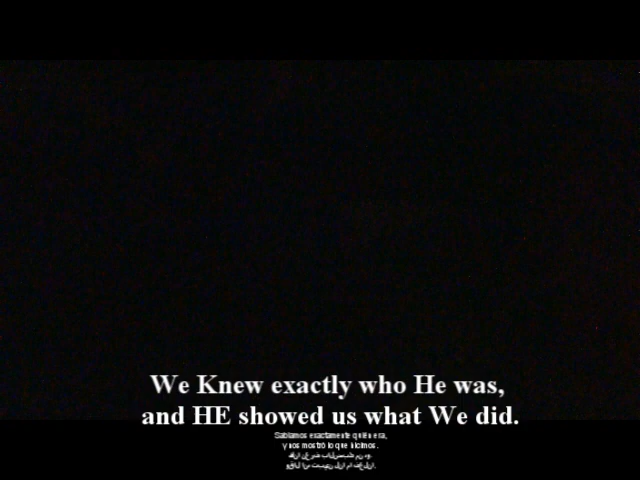 We Knew exactly who He was,
and HE showed us what We did.
Sabíamos exactamente quién era,
y nos mostró lo que hicimos.